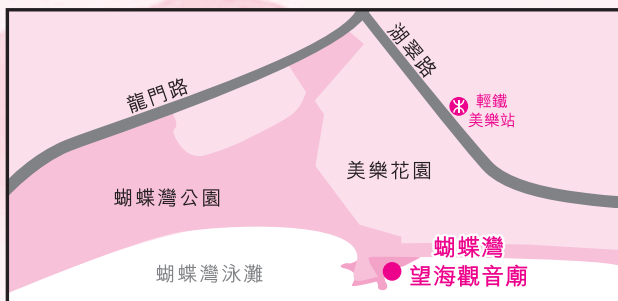 湖翠路
龍門路
輕鐵
美樂站
美樂花園
蝴蝶灣公園
蝴蝶灣
望海觀音廟
蝴蝶灣泳灘